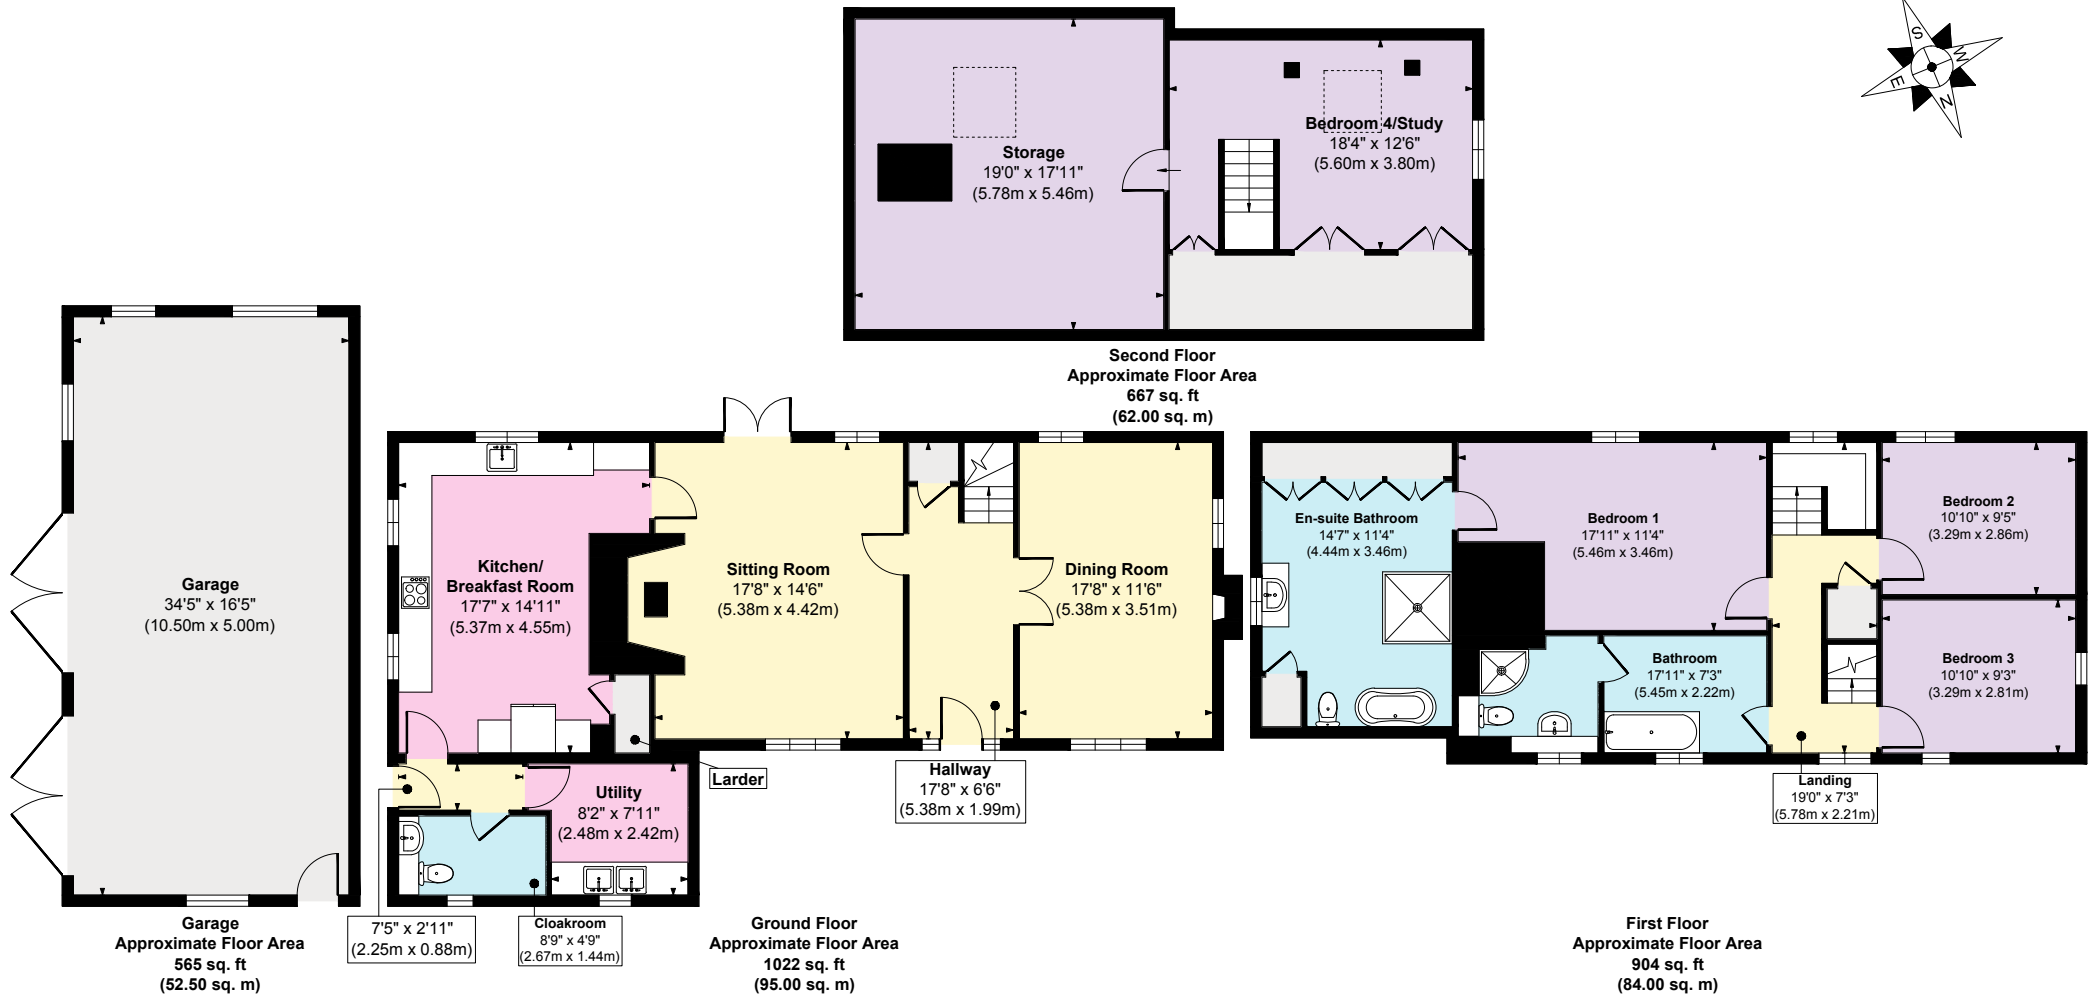 S
W
E
N
Storage
19'0" x 17'11"
(5.78m x 5.46m)
Bedroom 4/Study
18'4" x 12'6"
(5.60m x 3.80m)
Second Floor
Approximate Floor Area
667 sq. ft
(62.00 sq. m)
Garage
34'5" x 16'5"
(10.50m x 5.00m)
Kitchen/
Breakfast Room
17'7" x 14'11"
(5.37m x 4.55m)
Sitting Room
17'8" x 14'6"
(5.38m x 4.42m)
Dining Room
17'8" x 11'6"
(5.38m x 3.51m)
Larder
Hallway
17'8" x 6'6"
(5.38m x 1.99m)
Utility
8'2" x 7'11"
(2.48m x 2.42m)
7'5" x 2'11"
(2.25m x 0.88m)
Cloakroom
8'9" x 4'9"
(2.67m x 1.44m)
En-suite Bathroom
14'7" x 11'4"
(4.44m x 3.46m)
Bedroom 1
17'11" x 11'4"
(5.46m x 3.46m)
Bedroom 2
10'10" x 9'5"
(3.29m x 2.86m)
Bathroom
17'11" x 7'3"
(5.45m x 2.22m)
Bedroom 3
10'10" x 9'3"
(3.29m x 2.81m)
Landing
19'0" x 7'3"
(5.78m x 2.21m)
Garage
Approximate Floor Area
565 sq. ft
(52.50 sq. m)
Ground Floor
Approximate Floor Area
1022 sq. ft
(95.00 sq. m)
First Floor
Approximate Floor Area
904 sq. ft
(84.00 sq. m)